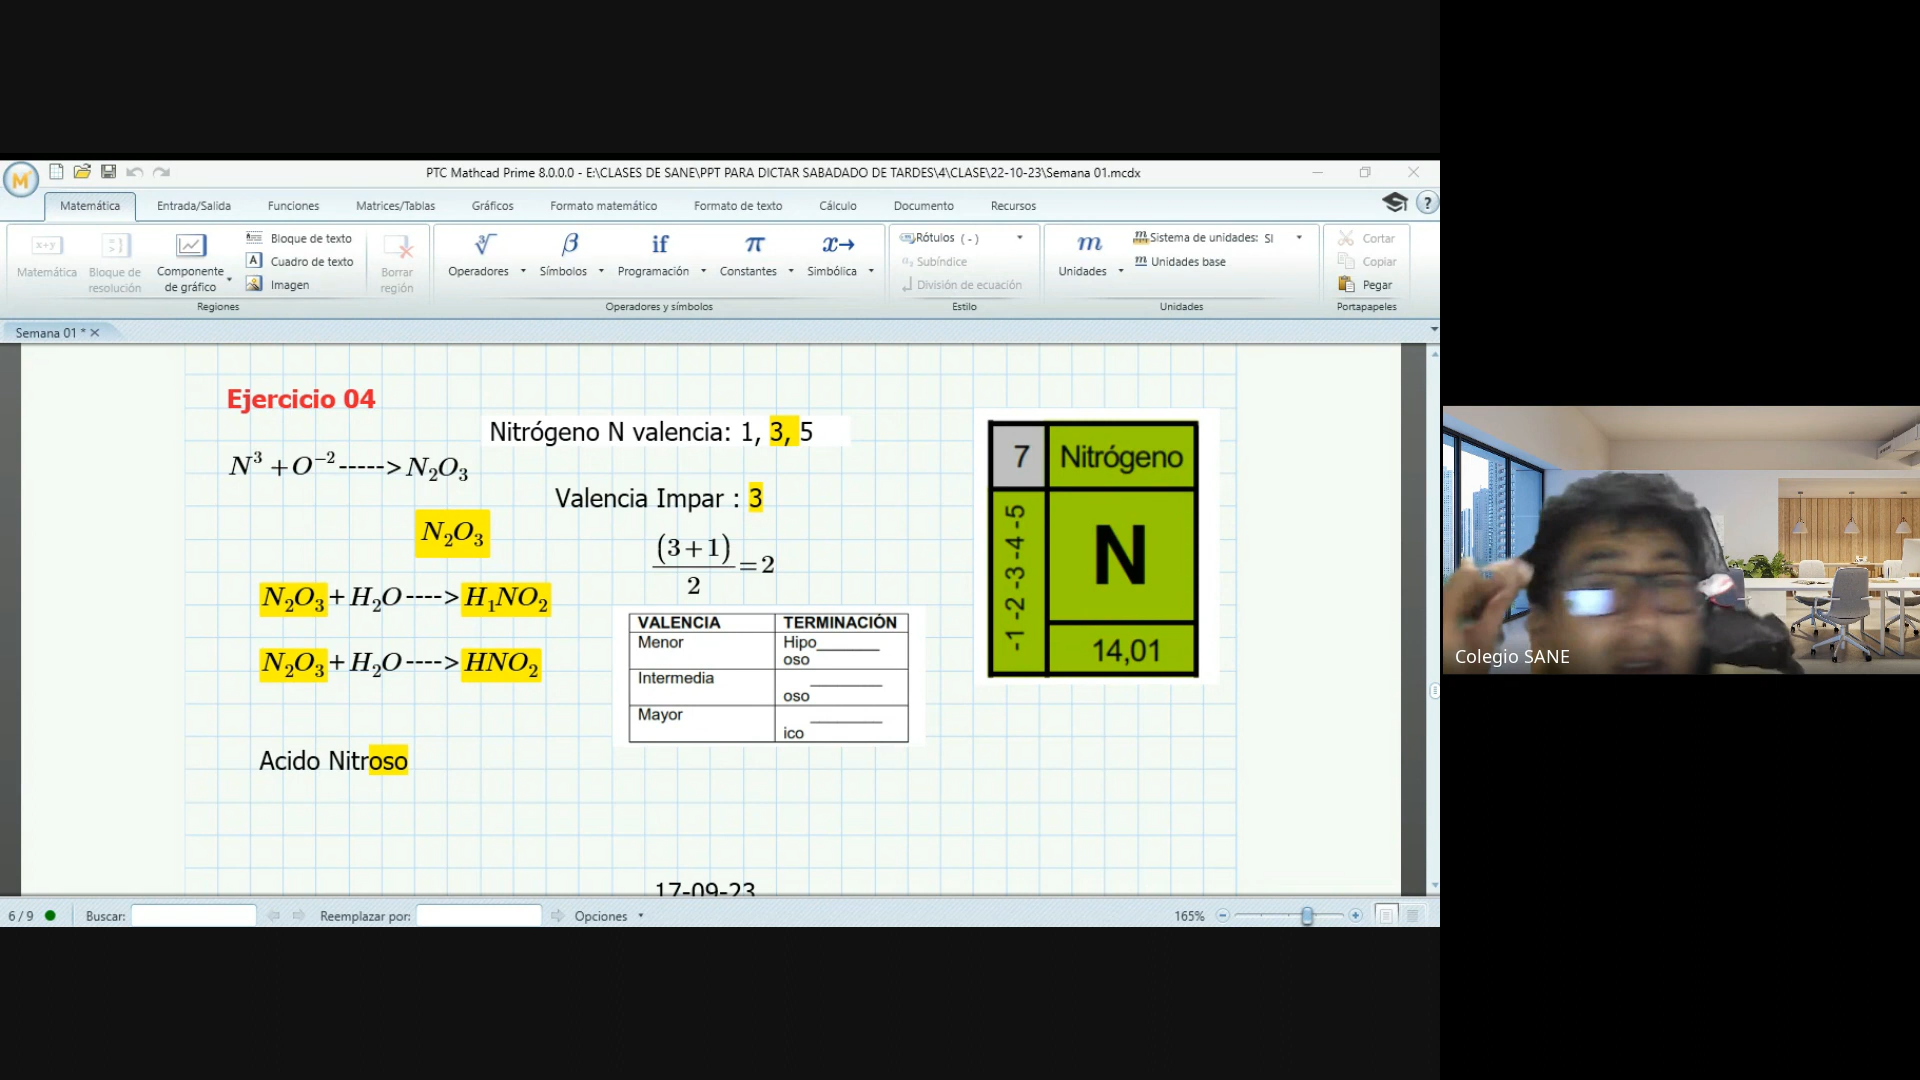 PTC Mathcad Prime 8.0.0.0 - E:\CLASES DE SANE\PPT PARA DICTAR SABADADO DE TARDES\4\CLASE\22-10-23\Semana 01.mcdx
Matemática Entrada/Salida Funciones Matrices/Tablas Gráficos Formato matemático Formato de texto Cálculo Documento Recursos
Matemática
Bloque de resolución
Componente de gráfico
Bloque de texto
Cuadro de texto
Imagen
Borrar región
Regiones
Operadores Símbolos Programación Constantes Simbólica
Operadores y símbolos
Rótulos ( - )
Subíndice
División de ecuación
Estilo
Unidades
Sistema de unidades: SI
Unidades base
Unidades
Cortar
Copiar
Pegar
Portapapeles
Semana 01 *
Ejercicio 04
Nitrógeno N valencia: 1, 3, 5
N³ + O⁻² -----> N₂O₃
Valencia Impar : 3
N₂O₃
(3+1)/2 = 2
N₂O₃ + H₂O ----> H₁NO₂
N₂O₃ + H₂O ----> HNO₂
VALENCIA TERMINACIÓN
Menor Hipo_______ oso
Intermedia ________ oso
Mayor ________ ico
Acido Nitroso
7 Nitrógeno
-1 -2 -3 -4 -5
N
14,01
17-09-23
Colegio SANE
6 / 9 Buscar: Reemplazar por: Opciones 165%